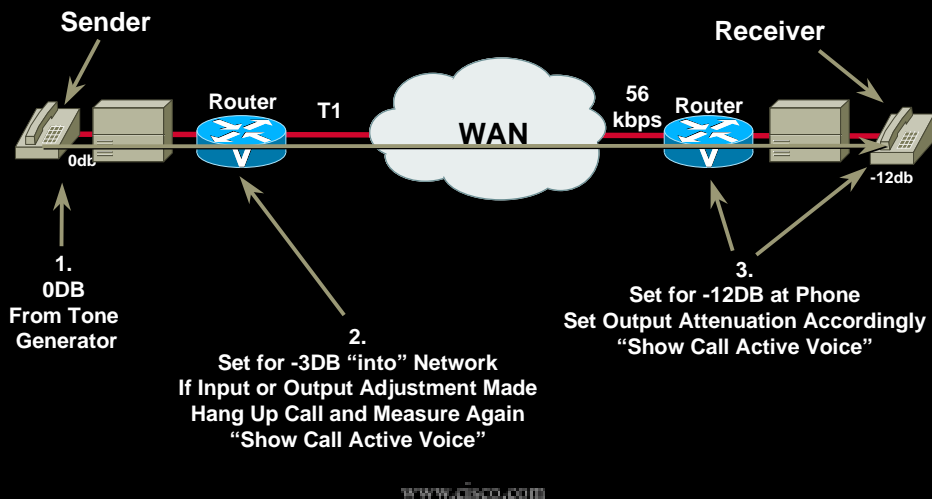 Sender
Receiver
Router
T1
WAN
56
kbps
Router
0db
V
V
-12db
1.
0DB
From Tone
Generator
2.
Set for -3DB “into” Network
If Input or Output Adjustment Made
Hang Up Call and Measure Again
“Show Call Active Voice”
3.
Set for -12DB at Phone
Set Output Attenuation Accordingly
“Show Call Active Voice”
www.cisco.com